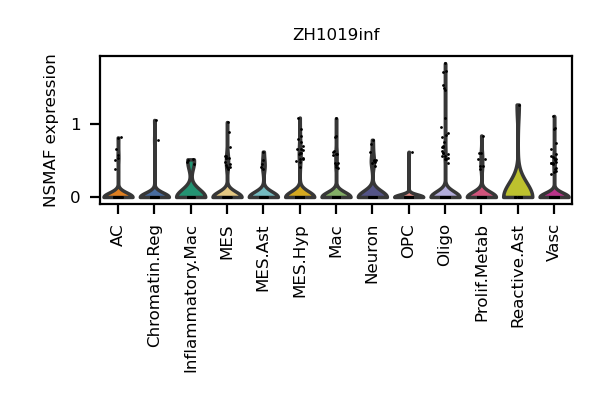 ZH1019inf
NSMAF expression
1
0
AC
Chromatin.Reg
Inflammatory.Mac
MES
MES.Ast
MES.Hyp
Mac
Neuron
OPC
Oligo
Prolif.Metab
Reactive.Ast
Vasc